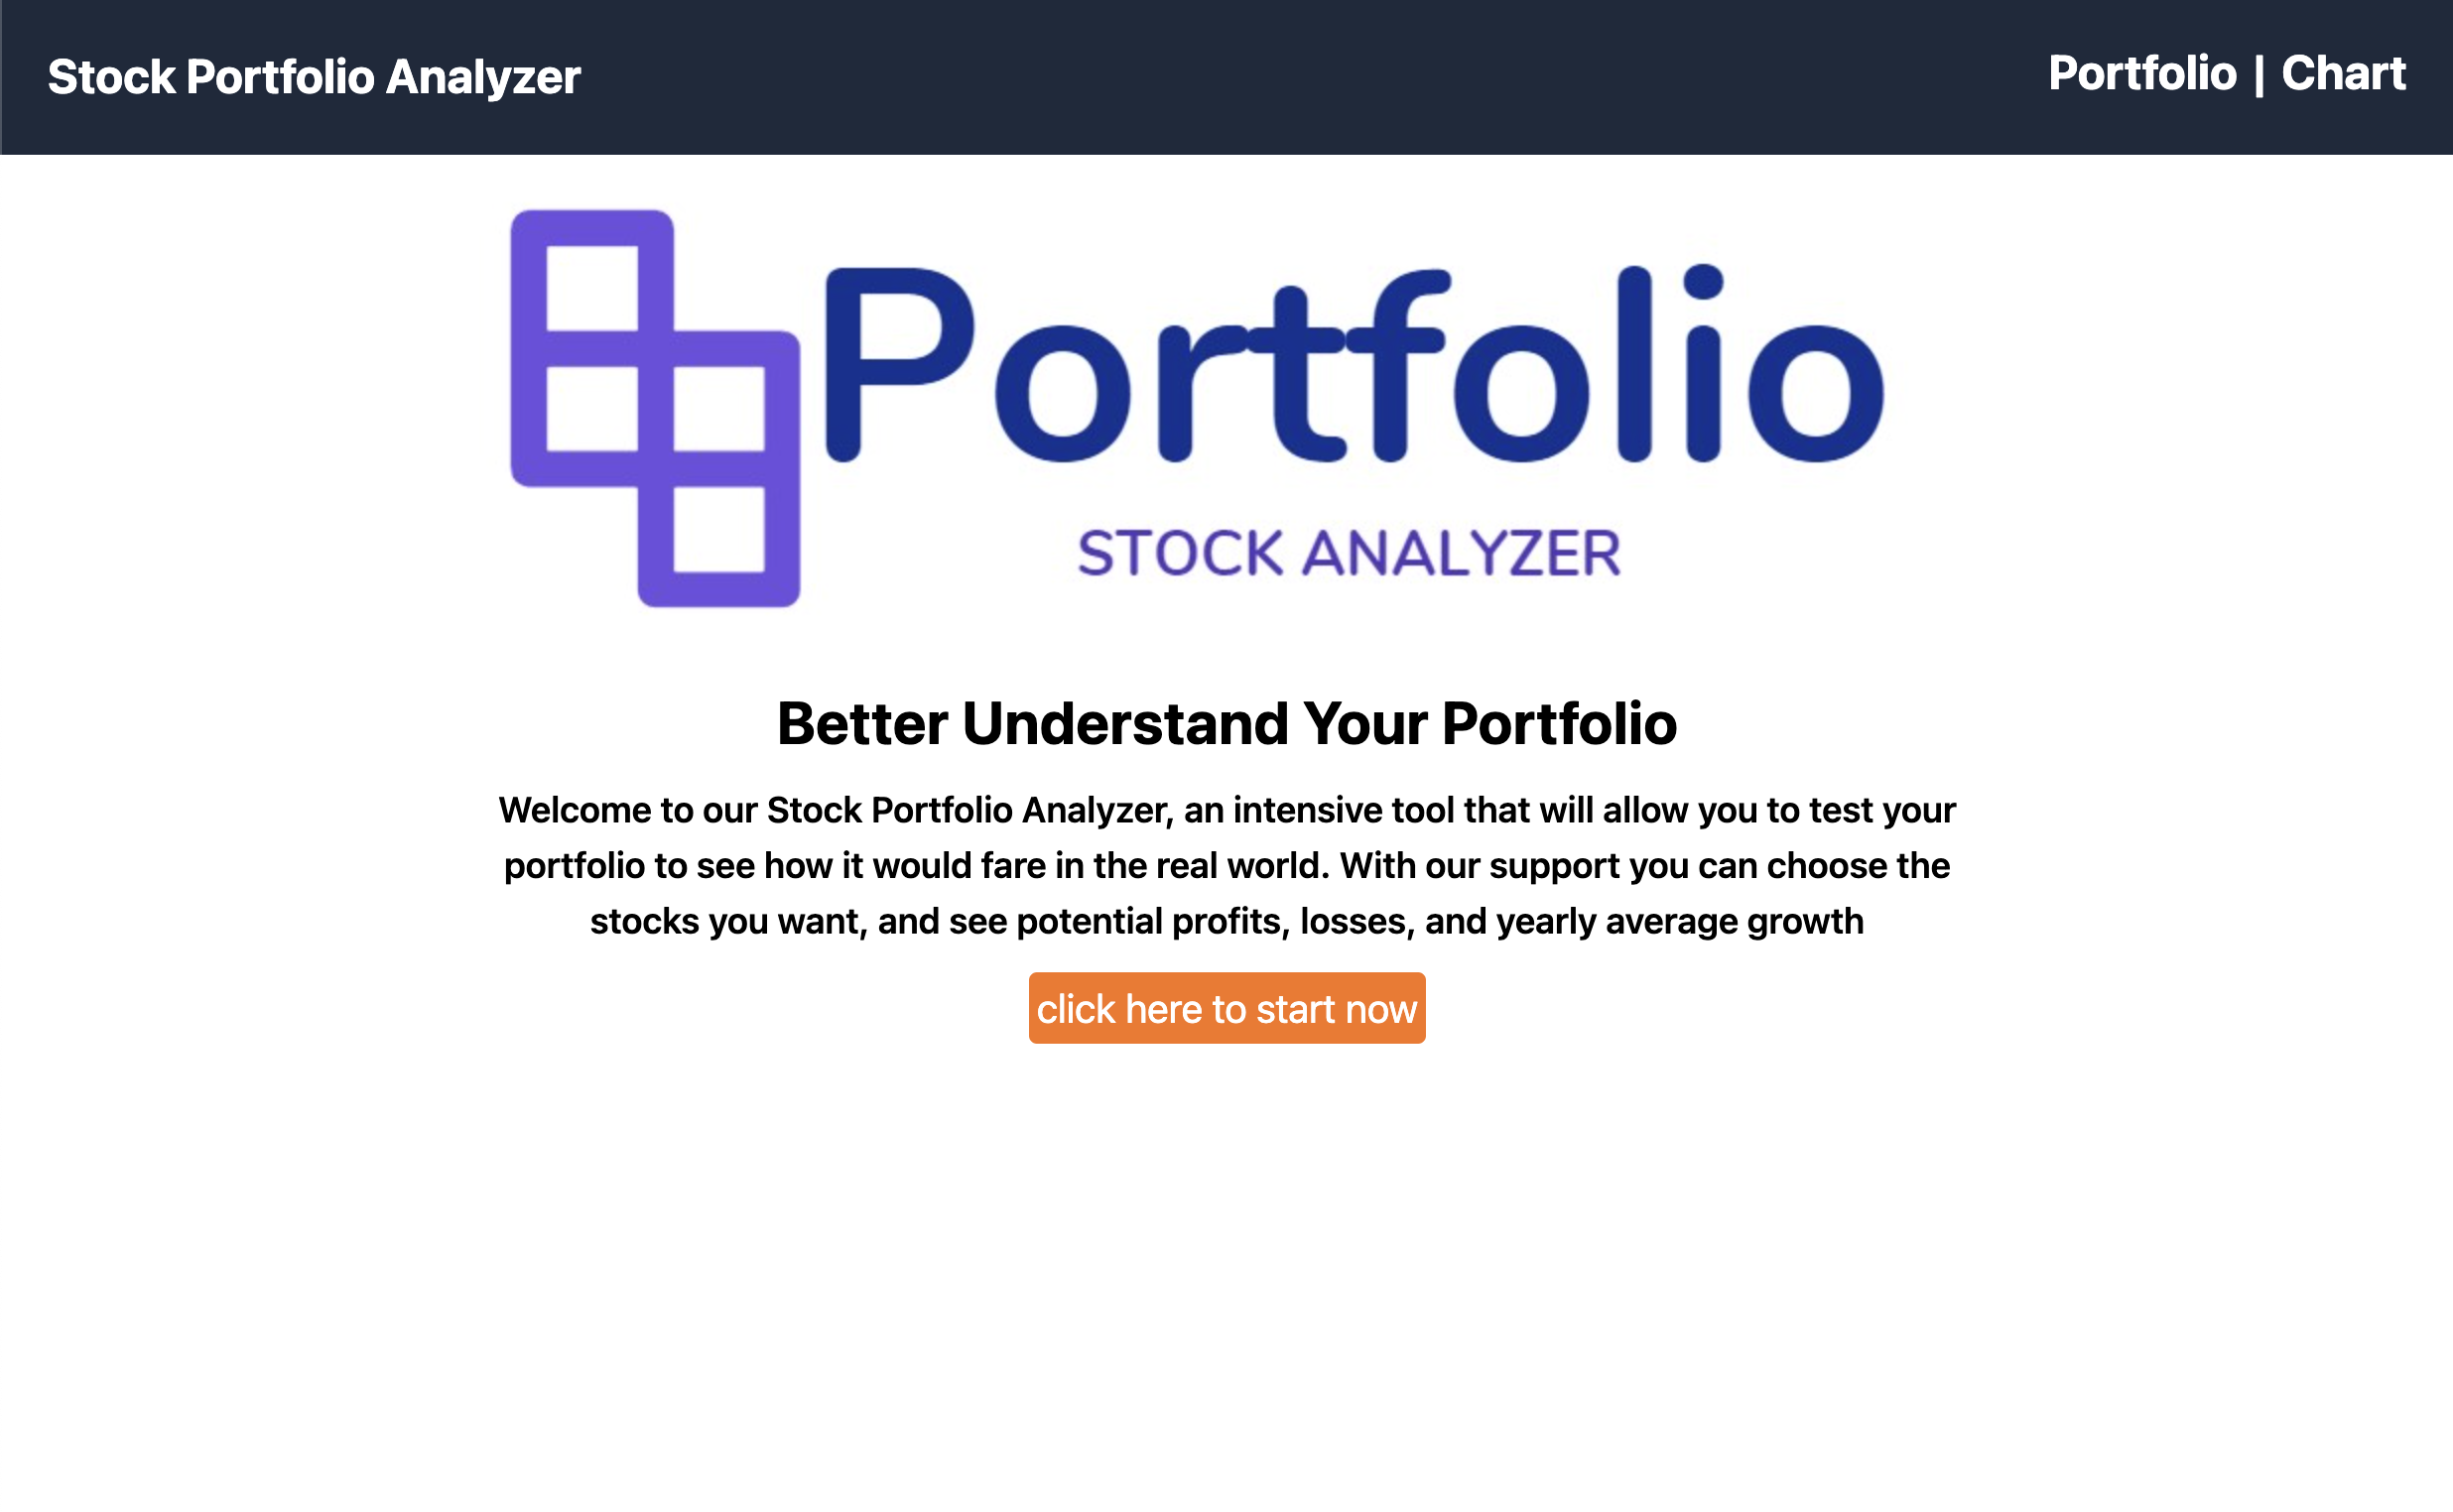 Stock Portfolio Analyzer
Portfolio | Chart
Portfolio
STOCK ANALYZER
Better Understand Your Portfolio
Welcome to our Stock Portfolio Analyzer, an intensive tool that will allow you to test your
portfolio to see how it would fare in the real world. With our support you can choose the
stocks you want, and see potential profits, losses, and yearly average growth
click here to start now